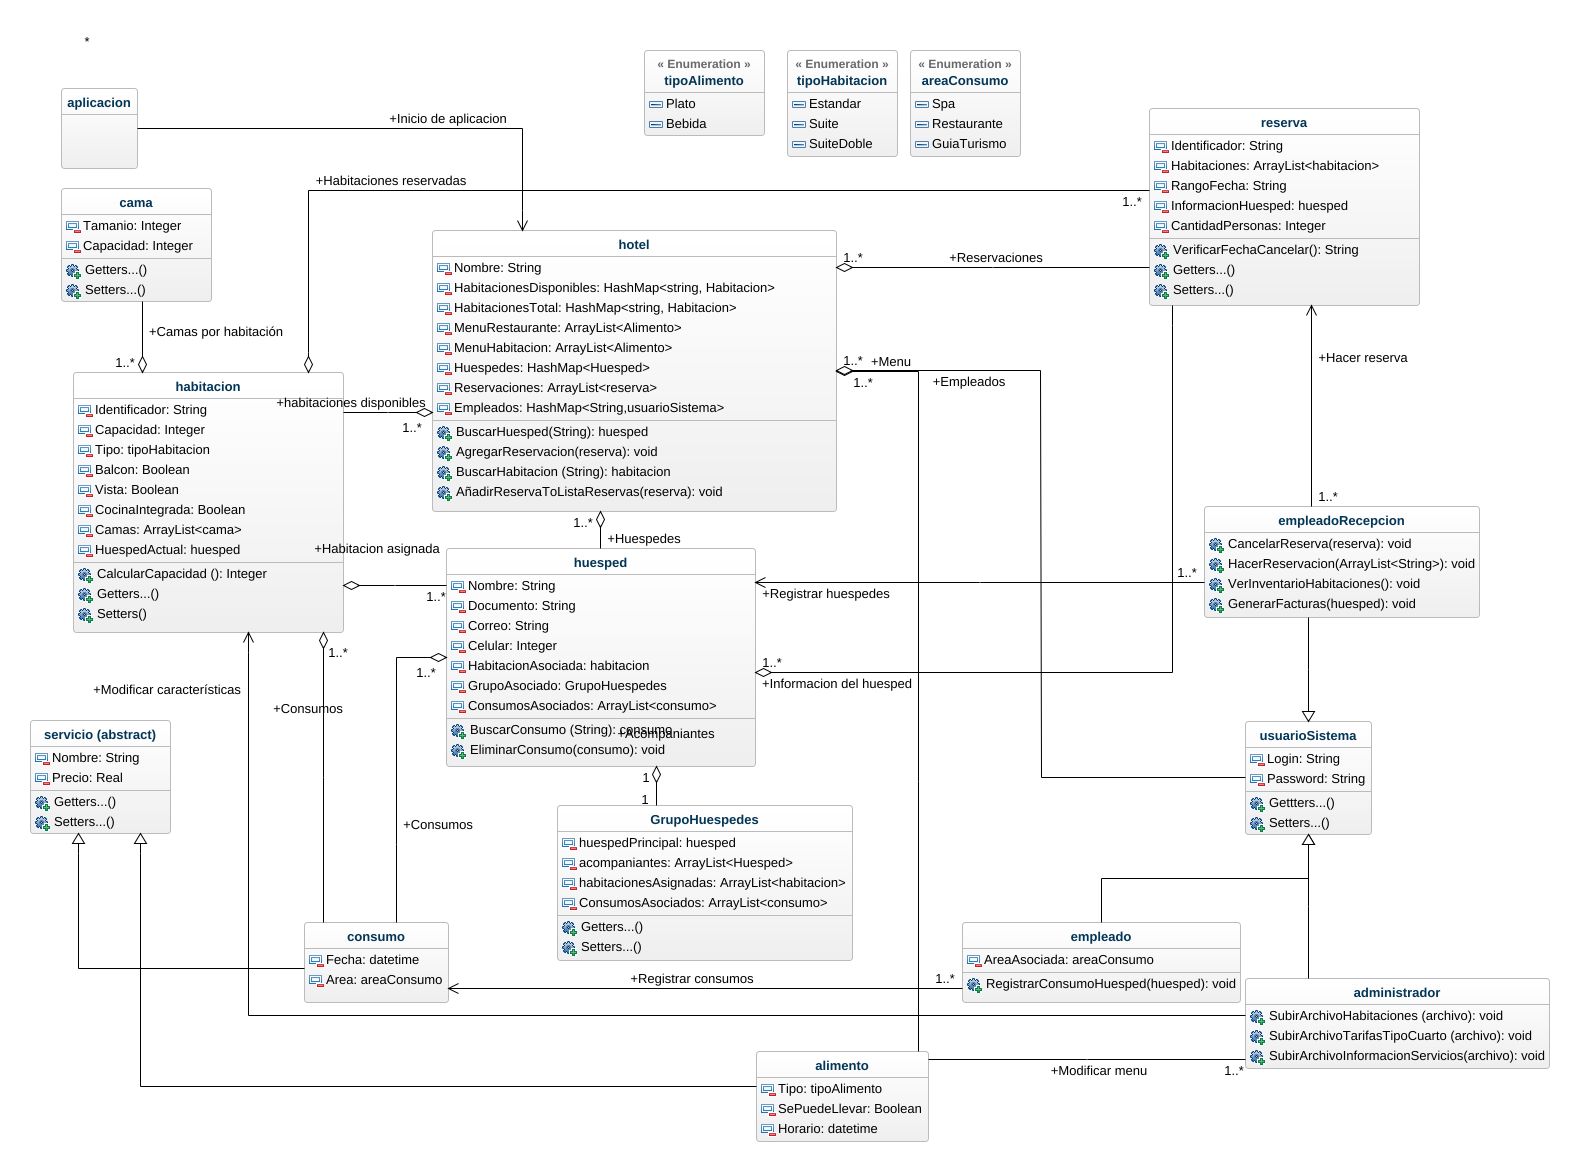 *
« Enumeration »
tipoAlimento
Plato
Bebida
« Enumeration »
tipoHabitacion
Estandar
Suite
SuiteDoble
« Enumeration »
areaConsumo
Spa
Restaurante
GuiaTurismo
aplicacion
+Inicio de aplicacion
reserva
Identificador: String
Habitaciones: ArrayList<habitacion>
RangoFecha: String
InformacionHuesped: huesped
CantidadPersonas: Integer
VerificarFechaCancelar(): String
Getters...()
Setters...()
+Habitaciones reservadas
1..*
cama
Tamanio: Integer
Capacidad: Integer
Getters...()
Setters...()
+Camas por habitación
1..*
hotel
Nombre: String
HabitacionesDisponibles: HashMap<string, Habitacion>
HabitacionesTotal: HashMap<string, Habitacion>
MenuRestaurante: ArrayList<Alimento>
MenuHabitacion: ArrayList<Alimento>
Huespedes: HashMap<Huesped>
Reservaciones: ArrayList<reserva>
Empleados: HashMap<String,usuarioSistema>
BuscarHuesped(String): huesped
AgregarReservacion(reserva): void
BuscarHabitacion (String): habitacion
AñadirReservaToListaReservas(reserva): void
1..*
+Reservaciones
1..*
+Menu
1..*
+Empleados
+Hacer reserva
1..*
habitacion
Identificador: String
Capacidad: Integer
Tipo: tipoHabitacion
Balcon: Boolean
Vista: Boolean
CocinaIntegrada: Boolean
Camas: ArrayList<cama>
HuespedActual: huesped
CalcularCapacidad (): Integer
Getters...()
Setters()
+habitaciones disponibles
1..*
1..*
+Huespedes
+Habitacion asignada
1..*
huesped
Nombre: String
Documento: String
Correo: String
Celular: Integer
HabitacionAsociada: habitacion
GrupoAsociado: GrupoHuespedes
ConsumosAsociados: ArrayList<consumo>
BuscarConsumo (String): consumo
+Acompaniantes
EliminarConsumo(consumo): void
empleadoRecepcion
CancelarReserva(reserva): void
HacerReservacion(ArrayList<String>): void
VerInventarioHabitaciones(): void
GenerarFacturas(huesped): void
1..*
+Registrar huespedes
1..*
+Informacion del huesped
1..*
1..*
+Modificar características
+Consumos
servicio (abstract)
Nombre: String
Precio: Real
Getters...()
Setters...()
usuarioSistema
Login: String
Password: String
Gettters...()
Setters...()
1
1
+Consumos
GrupoHuespedes
huespedPrincipal: huesped
acompaniantes: ArrayList<Huesped>
habitacionesAsignadas: ArrayList<habitacion>
ConsumosAsociados: ArrayList<consumo>
Getters...()
Setters...()
consumo
Fecha: datetime
Area: areaConsumo
+Registrar consumos
1..*
empleado
AreaAsociada: areaConsumo
RegistrarConsumoHuesped(huesped): void
administrador
SubirArchivoHabitaciones (archivo): void
SubirArchivoTarifasTipoCuarto (archivo): void
SubirArchivoInformacionServicios(archivo): void
+Modificar menu
1..*
alimento
Tipo: tipoAlimento
SePuedeLlevar: Boolean
Horario: datetime